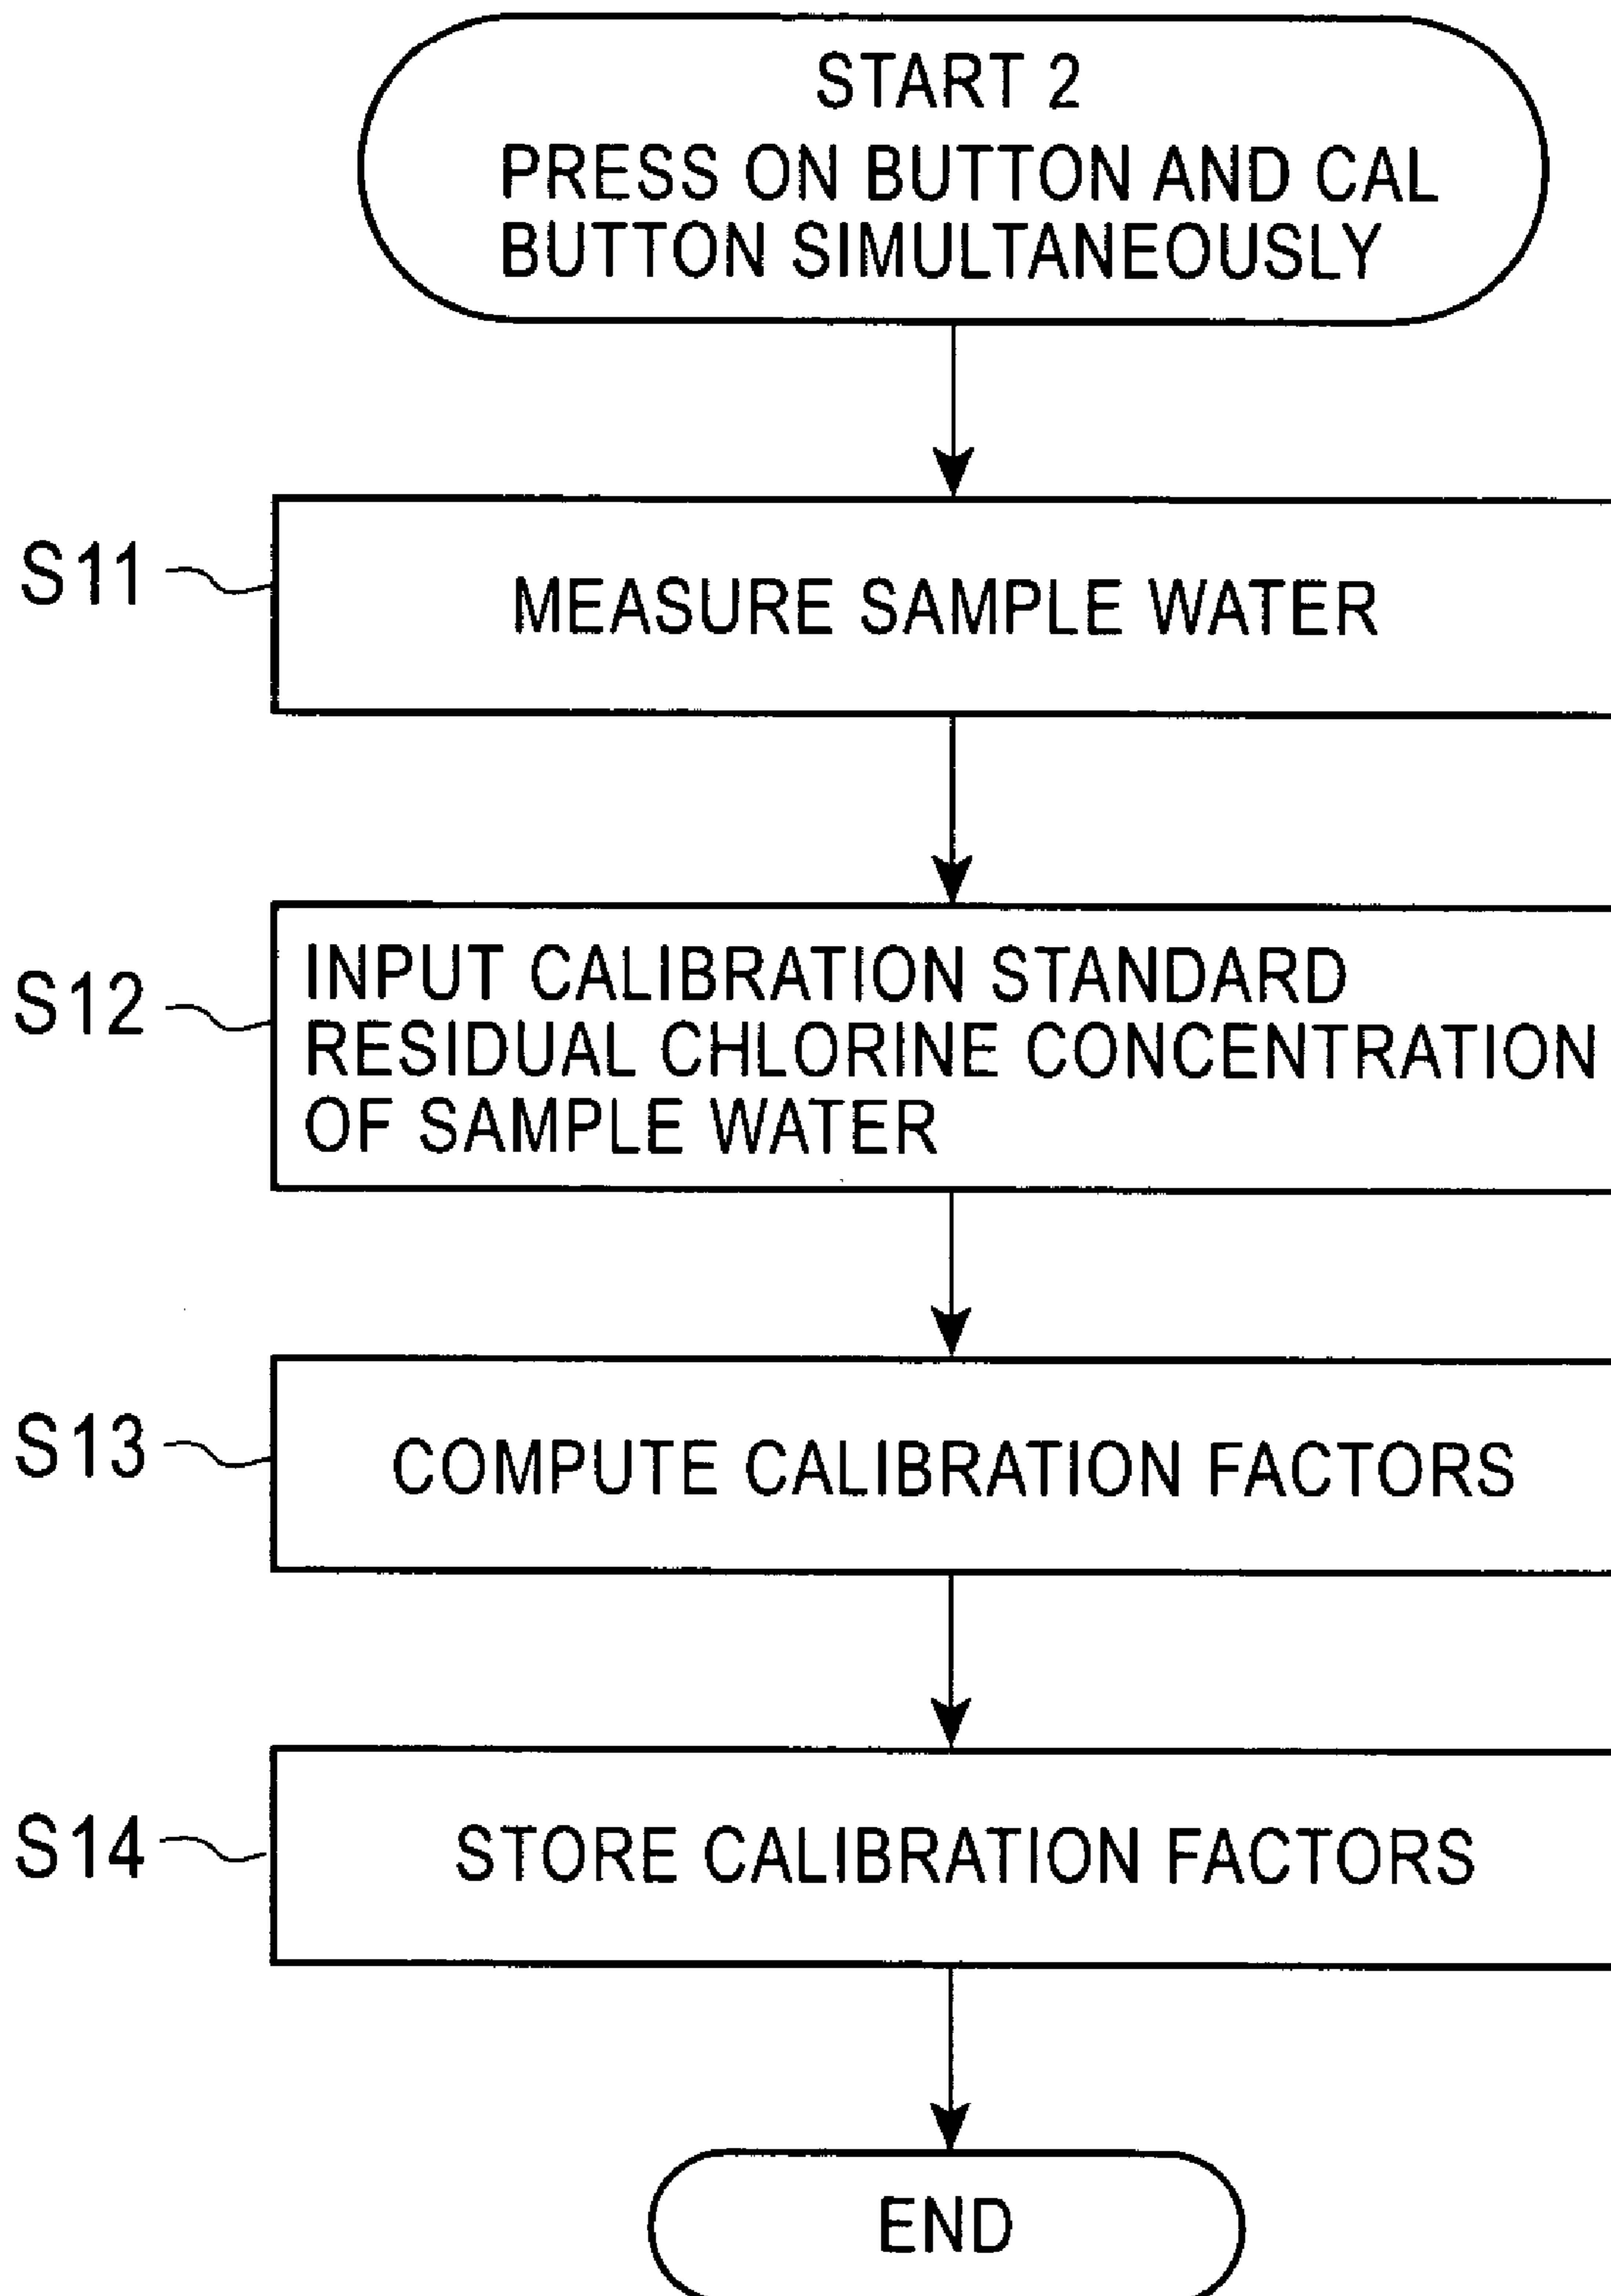 START 2
PRESS ON BUTTON AND CAL
BUTTON SIMULTANEOUSLY
S11
MEASURE SAMPLE WATER
S12
INPUT CALIBRATION STANDARD
RESIDUAL CHLORINE CONCENTRATION
OF SAMPLE WATER
S13
COMPUTE CALIBRATION FACTORS
S14
STORE CALIBRATION FACTORS
END